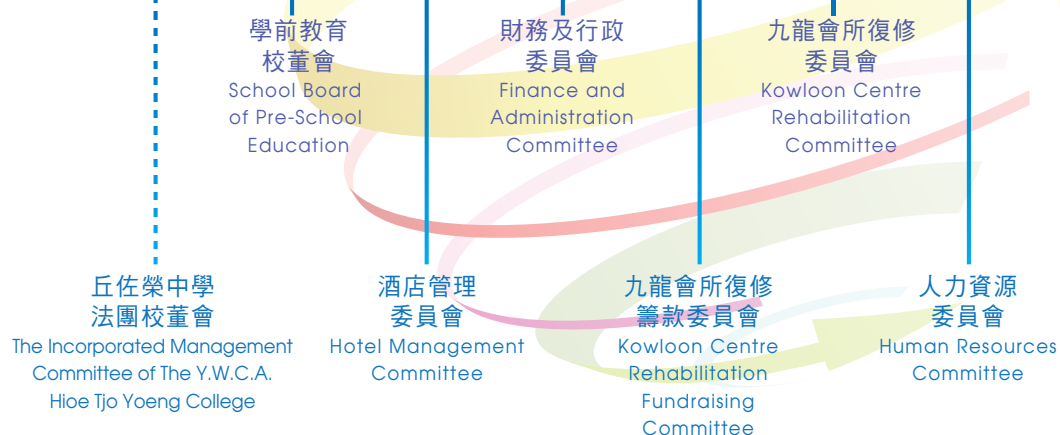 學前教育
校董會
School Board
of Pre-School
Education
財務及行政
委員會
Finance and
Administration
Committee
九龍會所復修
委員會
Kowloon Centre
Rehabilitation
Committee
丘佐榮中學
法團校董會
The Incorporated Management
Committee of The Y.W.C.A.
Hioe Tjo Yoeng College
酒店管理
委員會
Hotel Management
Committee
九龍會所復修
籌款委員會
Kowloon Centre
Rehabilitation
Fundraising
Committee
人力資源
委員會
Human Resources
Committee